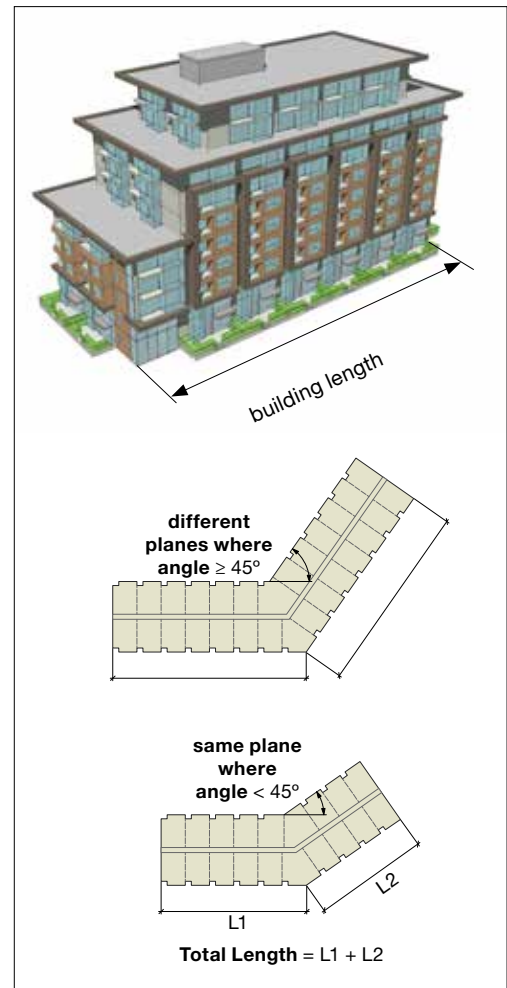 building length
different
planes where
angle ≥ 45º
same plane
where
angle < 45º
L2
L1
Total Length = L1 + L2